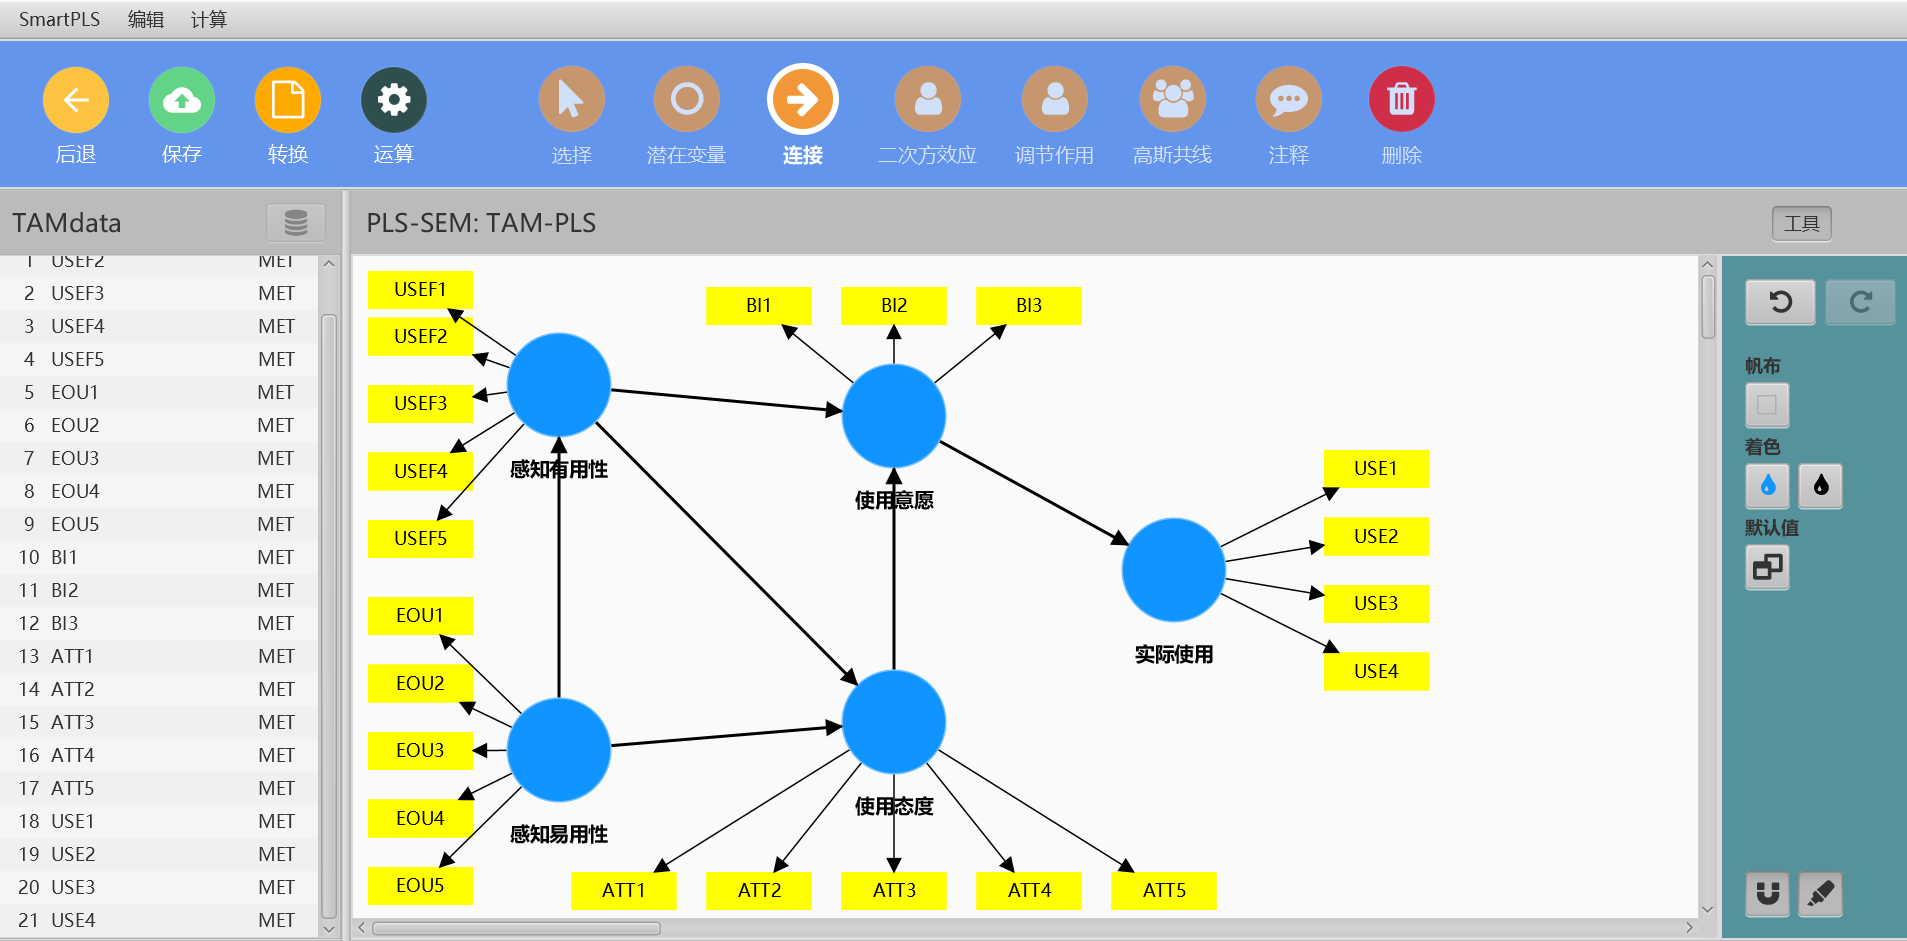 SmartPLS 编辑 计算
后退 保存 转换 运算 选择 潜在变量 连接 二次方效应 调节作用 高斯共线 注释 删除
TAMdata
1 USEF2 MET
2 USEF3 MET
3 USEF4 MET
4 USEF5 MET
5 EOU1 MET
6 EOU2 MET
7 EOU3 MET
8 EOU4 MET
9 EOU5 MET
10 BI1 MET
11 BI2 MET
12 BI3 MET
13 ATT1 MET
14 ATT2 MET
15 ATT3 MET
16 ATT4 MET
17 ATT5 MET
18 USE1 MET
19 USE2 MET
20 USE3 MET
21 USE4 MET
PLS-SEM: TAM-PLS
工具
USEF1
USEF2
USEF3
USEF4
USEF5
感知有用性
BI1 BI2 BI3
使用意愿
USE1
USE2
USE3
USE4
实际使用
EOU1
EOU2
EOU3
EOU4
EOU5
感知易用性
使用态度
ATT1 ATT2 ATT3 ATT4 ATT5
帆布
着色
默认值